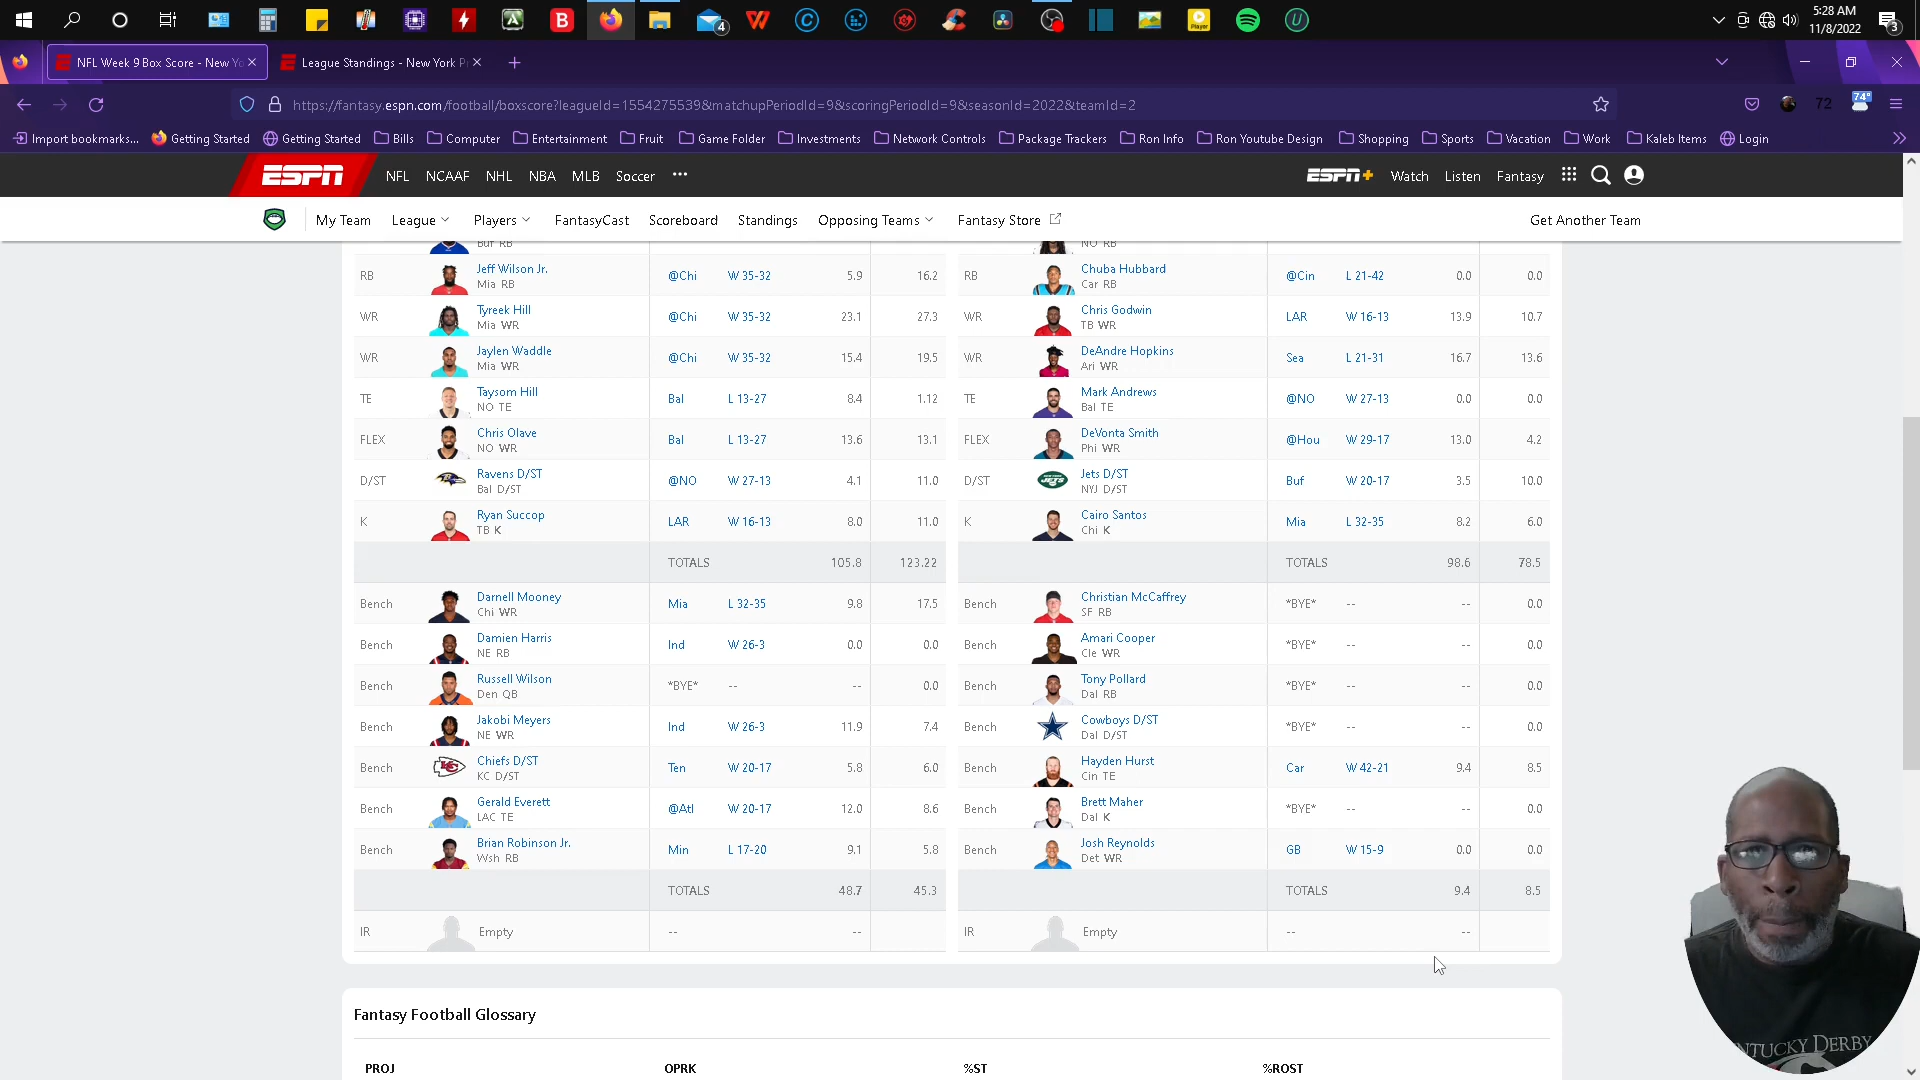 5:28 AM
11/8/2022
4
3
NFL Week 9 Box Score - New Yo
League Standings - New York P
https://fantasy.espn.com/football/boxscore?leagueId=1554275539&matchupPeriodId=9&scoringPeriodId=9&seasonId=2022&teamId=2
72
74°
Import bookmarks... Getting Started Getting Started Bills Computer Entertainment Fruit Game Folder Investments Network Controls Package Trackers Ron Info Ron Youtube Design Shopping Sports Vacation Work Kaleb Items Login
ESPN NFL NCAAF NHL NBA MLB Soccer ESPN+ Watch Listen Fantasy
My Team League Players FantasyCast Scoreboard Standings Opposing Teams Fantasy Store Get Another Team
Buf RB NO RB
RB Jeff Wilson Jr. Mia RB @Chi W 35-32 5.9 16.2 RB Chuba Hubbard Car RB @Cin L 21-42 0.0 0.0
WR Tyreek Hill Mia WR @Chi W 35-32 23.1 27.3 WR Chris Godwin TB WR LAR W 16-13 13.9 10.7
WR Jaylen Waddle Mia WR @Chi W 35-32 15.4 19.5 WR DeAndre Hopkins Ari WR Sea L 21-31 16.7 13.6
TE Taysom Hill NO TE Bal L 13-27 8.4 1.12 TE Mark Andrews Bal TE @NO W 27-13 0.0 0.0
FLEX Chris Olave NO WR Bal L 13-27 13.6 13.1 FLEX DeVonta Smith Phi WR @Hou W 29-17 13.0 4.2
D/ST Ravens D/ST Bal D/ST @NO W 27-13 4.1 11.0 D/ST Jets D/ST NYJ D/ST Buf W 20-17 3.5 10.0
K Ryan Succop TB K LAR W 16-13 8.0 11.0 K Cairo Santos Chi K Mia L 32-35 8.2 6.0
TOTALS 105.8 123.22 TOTALS 98.6 78.5
Bench Darnell Mooney Chi WR Mia L 32-35 9.8 17.5 Bench Christian McCaffrey SF RB *BYE* -- -- 0.0
Bench Damien Harris NE RB Ind W 26-3 0.0 0.0 Bench Amari Cooper Cle WR *BYE* -- -- 0.0
Bench Russell Wilson Den QB *BYE* -- -- 0.0 Bench Tony Pollard Dal RB *BYE* -- -- 0.0
Bench Jakobi Meyers NE WR Ind W 26-3 11.9 7.4 Bench Cowboys D/ST Dal D/ST *BYE* -- -- 0.0
Bench Chiefs D/ST KC D/ST Ten W 20-17 5.8 6.0 Bench Hayden Hurst Cin TE Car W 42-21 9.4 8.5
Bench Gerald Everett LAC TE @Atl W 20-17 12.0 8.6 Bench Brett Maher Dal K *BYE* -- -- 0.0
Bench Brian Robinson Jr. Wsh RB Min L 17-20 9.1 5.8 Bench Josh Reynolds Det WR GB W 15-9 0.0 0.0
TOTALS 48.7 45.3 TOTALS 9.4 8.5
IR Empty -- -- IR Empty -- --
Fantasy Football Glossary
PROJ OPRK %ST %ROST
NTUCKY DERBY